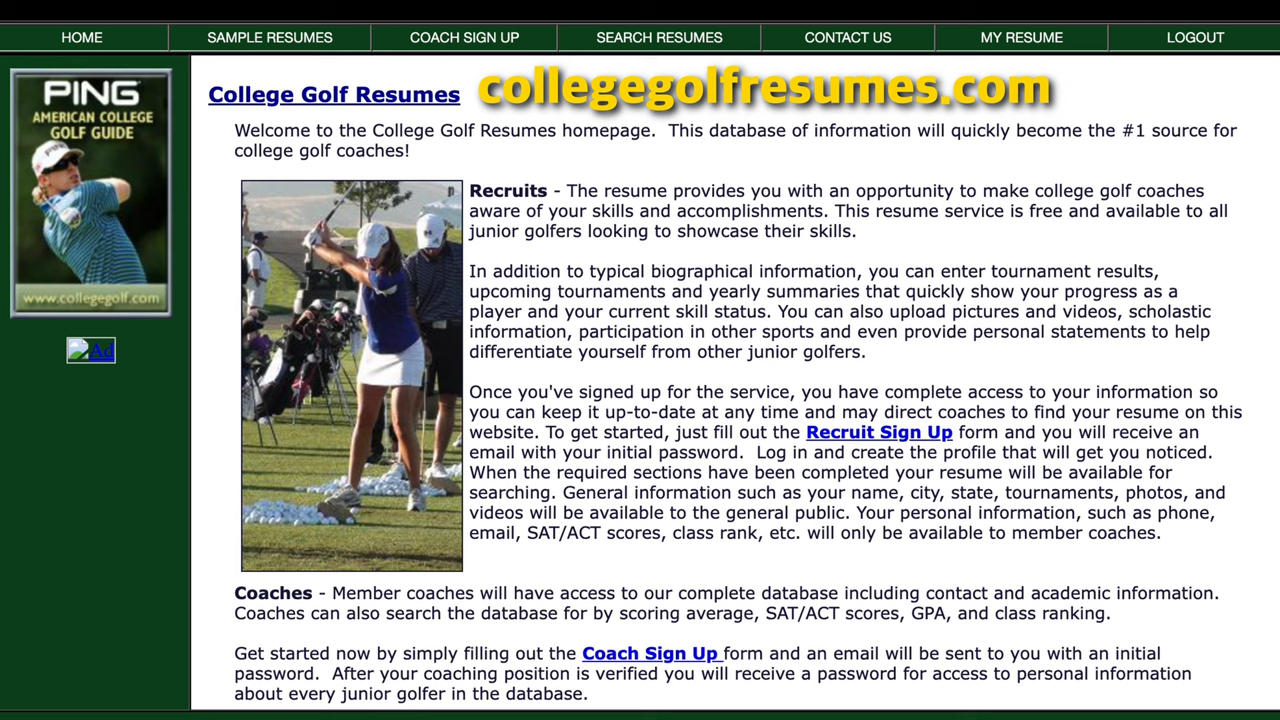 HOME SAMPLE RESUMES COACH SIGN UP SEARCH RESUMES CONTACT US MY RESUME LOGOUT
PING
AMERICAN COLLEGE
GOLF GUIDE
www.collegegolf.com
Ad
College Golf Resumes collegegolfresumes.com
Welcome to the College Golf Resumes homepage. This database of information will quickly become the #1 source for
college golf coaches!
Recruits - The resume provides you with an opportunity to make college golf coaches
aware of your skills and accomplishments. This resume service is free and available to all
junior golfers looking to showcase their skills.
In addition to typical biographical information, you can enter tournament results,
upcoming tournaments and yearly summaries that quickly show your progress as a
player and your current skill status. You can also upload pictures and videos, scholastic
information, participation in other sports and even provide personal statements to help
differentiate yourself from other junior golfers.
Once you've signed up for the service, you have complete access to your information so
you can keep it up-to-date at any time and may direct coaches to find your resume on this
website. To get started, just fill out the Recruit Sign Up form and you will receive an
email with your initial password. Log in and create the profile that will get you noticed.
When the required sections have been completed your resume will be available for
searching. General information such as your name, city, state, tournaments, photos, and
videos will be available to the general public. Your personal information, such as phone,
email, SAT/ACT scores, class rank, etc. will only be available to member coaches.
Coaches - Member coaches will have access to our complete database including contact and academic information.
Coaches can also search the database for by scoring average, SAT/ACT scores, GPA, and class ranking.
Get started now by simply filling out the Coach Sign Up form and an email will be sent to you with an initial
password. After your coaching position is verified you will receive a password for access to personal information
about every junior golfer in the database.